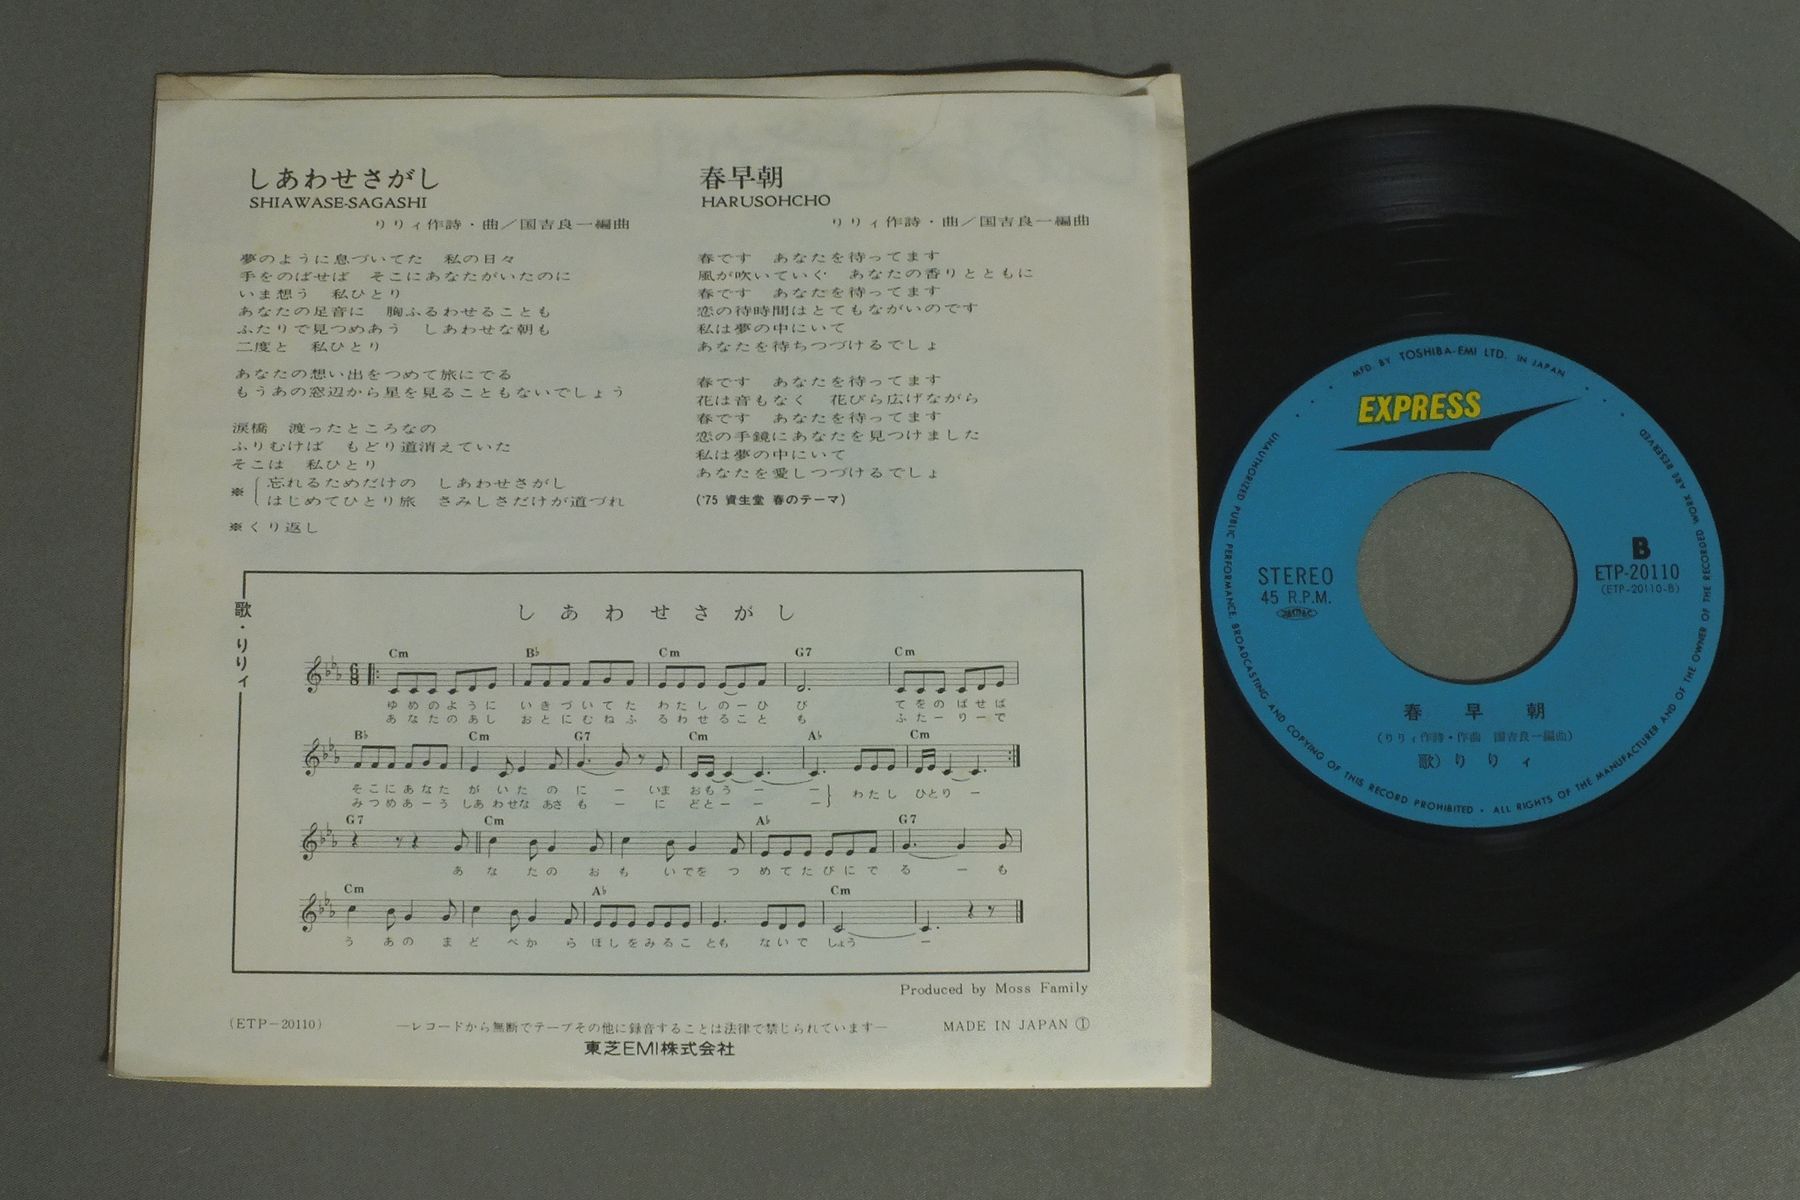 しあわせさがし
SHIAWASE-SAGASHI
りりィ作詩・曲／国吉良一編曲
夢のように息づいてた　私の日々
手をのばせば　そこにあなたがいたのに
いま想う　私ひとり
あなたの足音に　胸ふるわせることも
ふたりで見つめあう　しあわせな朝も
二度と　私ひとり
あなたの想い出をつめて旅にでる
もうあの窓辺から星を見ることもないでしょう
涙橋　渡ったところなの
ふりむけば　もどり道消えていた
そこは　私ひとり
※ 忘れるためだけの　しあわせさがし
はじめてひとり旅　さみしさだけが道づれ
※くり返し
春早朝
HARUSOHCHO
りりィ作詩・曲／国吉良一編曲
春です　あなたを待ってます
風が吹いていく　あなたの香りとともに
春です　あなたを待ってます
恋の待時間はとてもながいのです
私は夢の中にいて
あなたを待ちつづけるでしょ
春です　あなたを待ってます
花は音もなく　花びら広げながら
春です　あなたを待ってます
恋の手鏡にあなたを見つけました
私は夢の中にいて
あなたを愛しつづけるでしょ
('75 資生堂 春のテーマ)
歌・りりィ
しあわせさがし
Cm B♭ Cm G7 Cm
6
8
ゆめのように いきづいてた わたしのーひ び てをのばせば
あなたのあし おとにむねふ るわせること も ふたーりーで
B♭ Cm G7 Cm A♭ Cm
そこにあなた がいたのに ー いま おもう ー ー わたし ひとり ー
みつめあーう しあわせな あさも ー に どとー ー ー
G7 Cm A♭ G7
あ な たの お も いでを つ めてたびにで る ー も
Cm A♭ Cm
う あの ま ど べか ら ほしをみるこ とも ないで しょう ー
Produced by Moss Family
(ETP－20110)
―レコードから無断でテープその他に録音することは法律で禁じられています―
MADE IN JAPAN ①
東芝EMI株式会社
MFD. BY TOSHIBA-EMI LTD. IN JAPAN
EXPRESS
STEREO
45 R.P.M.
JASRAC
B
ETP-20110
(ETP-20110-B)
春早朝
(りりィ作詩・作曲 国吉良一編曲)
歌）りりィ
UNAUTHORIZED PUBLIC PERFORMANCE, BROADCASTING AND COPYING OF THIS RECORD PROHIBITED・ALL RIGHTS OF THE MANUFACTURER AND OF THE OWNER OF THE RECORDED WORK ARE RESERVED